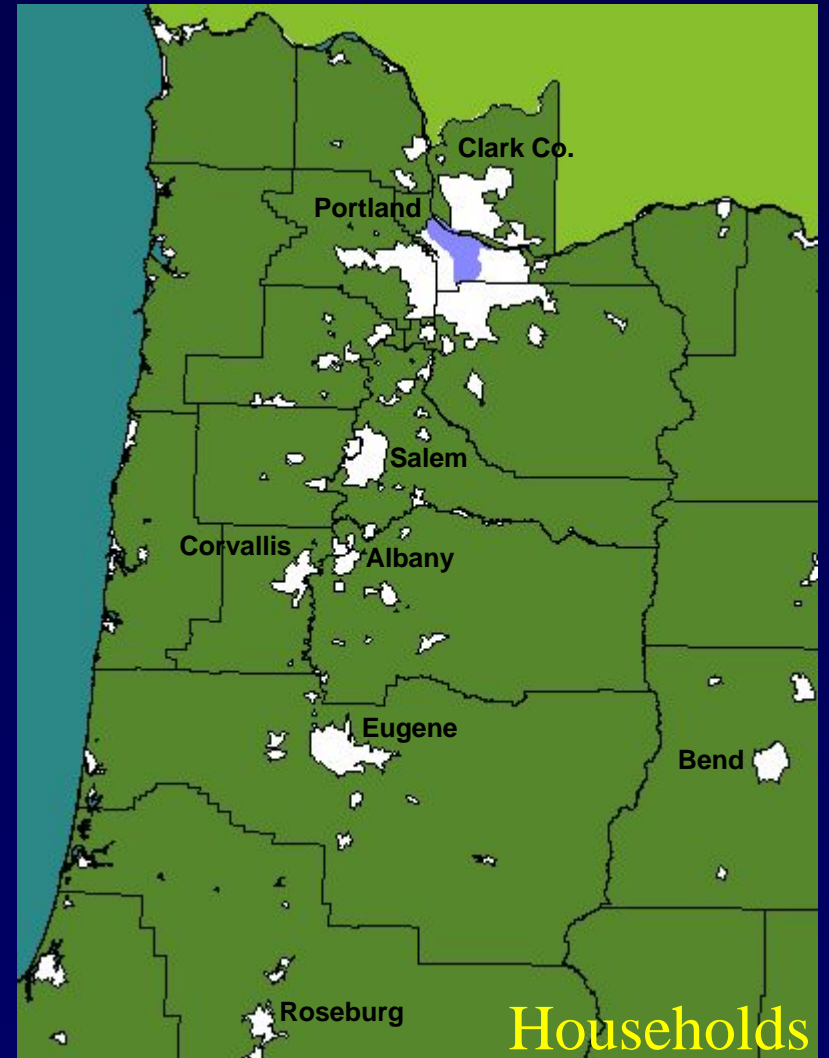 Clark Co.
Portland
Salem
Corvallis
Albany
Eugene
Bend
Roseburg
Households